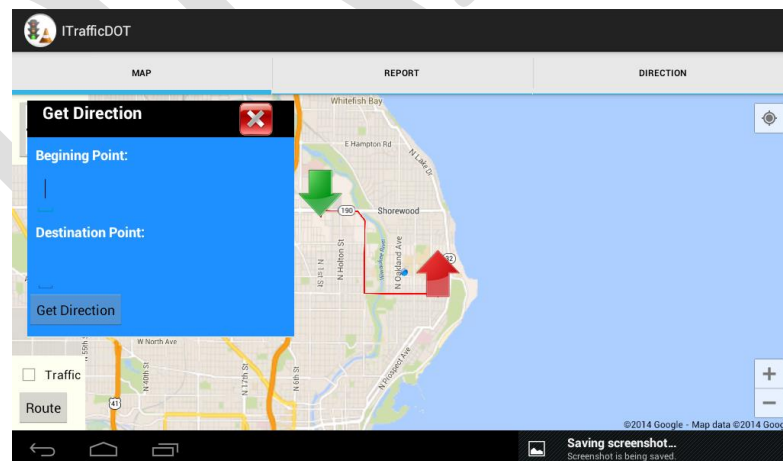 ITrafficDOT
MAP
REPORT
DIRECTION
Get Direction
Begining Point:
Destination Point:
Get Direction
Whitefish Bay
E Hampton Rd
N Lake Dr
190
Shorewood
N Holton St
N 1st St
N Oakland Ave
32
W North Ave
N 40th St
N 17th St
N 6th St
N Prospect Ave
41
Traffic
Route
+
−
©2014 Google - Map data ©2014 Goog
Saving screenshot...
Screenshot is being saved.